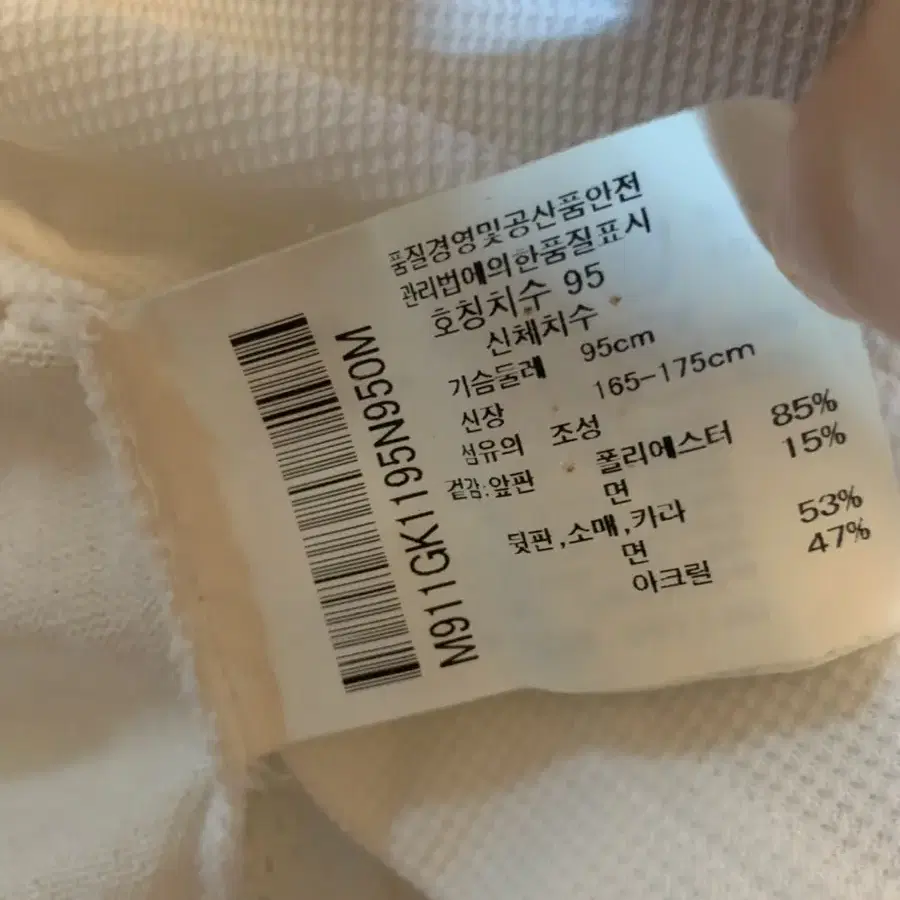 품질경영및공산품안전
관리법에의한품질표시
호칭치수 95
신체치수
기슴둘레 95cm
신장 165-175cm
섬유의 조성
겉감:앞판 폴리에스터 85%
면 15%
뒷판,소매,카라
면 53%
아크릴 47%
M911GK1195N950M